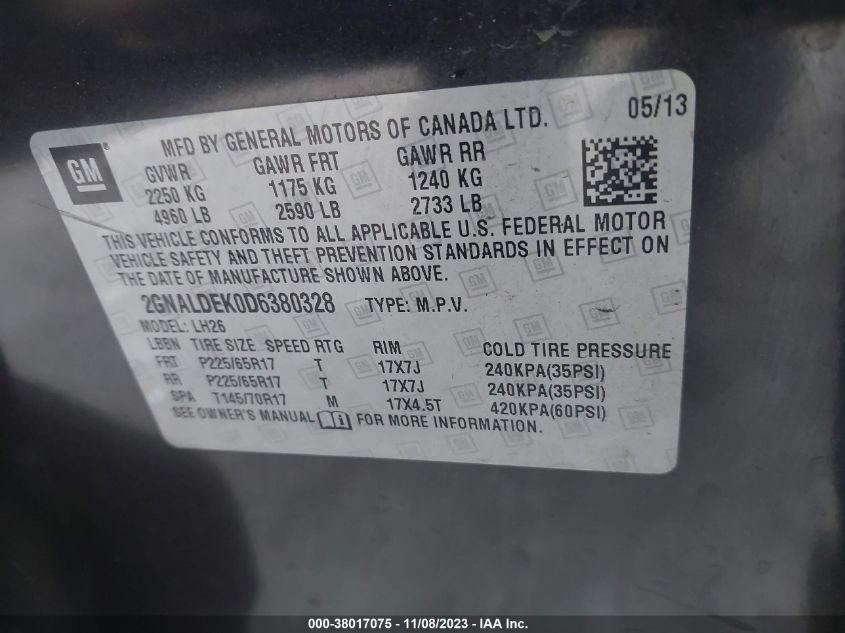 05/13
GM
MFD BY GENERAL MOTORS OF CANADA LTD.
GVWR GAWR FRT GAWR RR
2250 KG 1175 KG 1240 KG
4960 LB 2590 LB 2733 LB
THIS VEHICLE CONFORMS TO ALL APPLICABLE U.S. FEDERAL MOTOR
VEHICLE SAFETY AND THEFT PREVENTION STANDARDS IN EFFECT ON
THE DATE OF MANUFACTURE SHOWN ABOVE.
2GNALDEK0D6380328 TYPE: M.P.V.
MODEL: LH26
LBBN TIRE SIZE SPEED RTG RIM COLD TIRE PRESSURE
FRT P225/65R17 T 17X7J 240KPA(35PSI)
RR P225/65R17 T 17X7J 240KPA(35PSI)
SPA T145/70R17 M 17X4.5T 420KPA(60PSI)
SEE OWNER'S MANUAL FOR MORE INFORMATION.
000-38017075 - 11/08/2023 - IAA Inc.